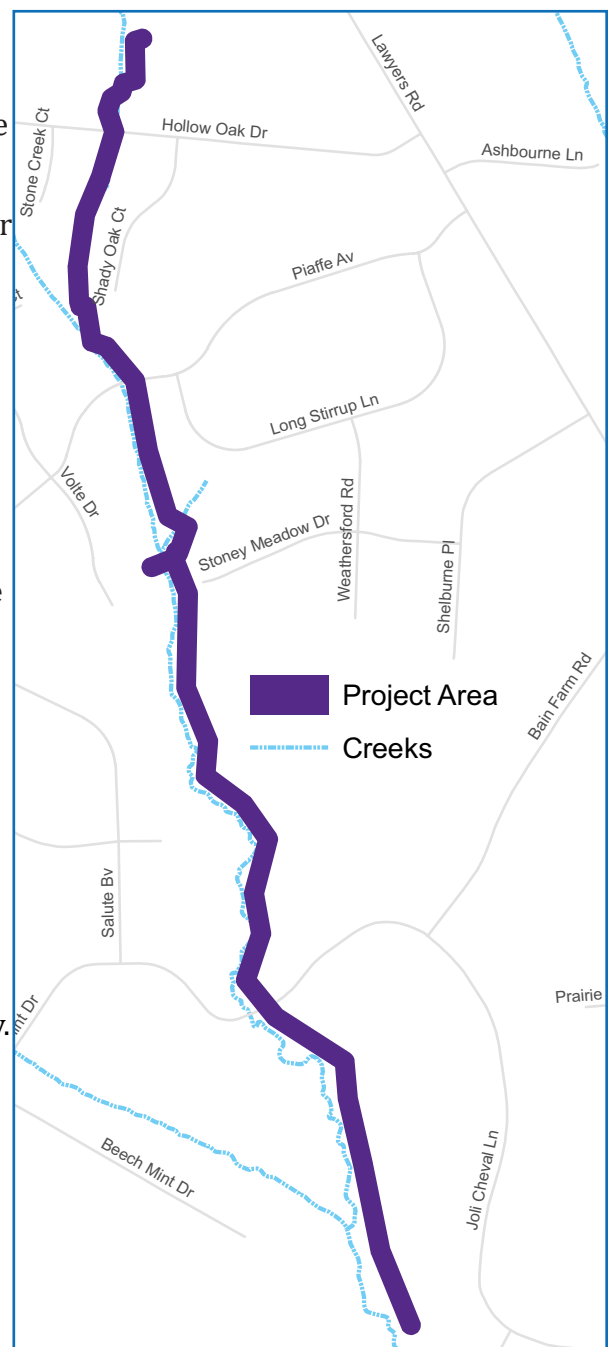 Lawyers Rd
e
Hollow Oak Dr
Stone Creek Ct
Ashbourne Ln
r
Shady Oak Ct
Piaffe Av
Long Stirrup Ln
Volte Dr
Weathersford Rd
Stoney Meadow Dr
Shelburne Pl
e
Project Area
Creeks
Bain Farm Rd
Salute Bv
Prairie
y.
Beech Mint Dr
Joli Cheval Ln